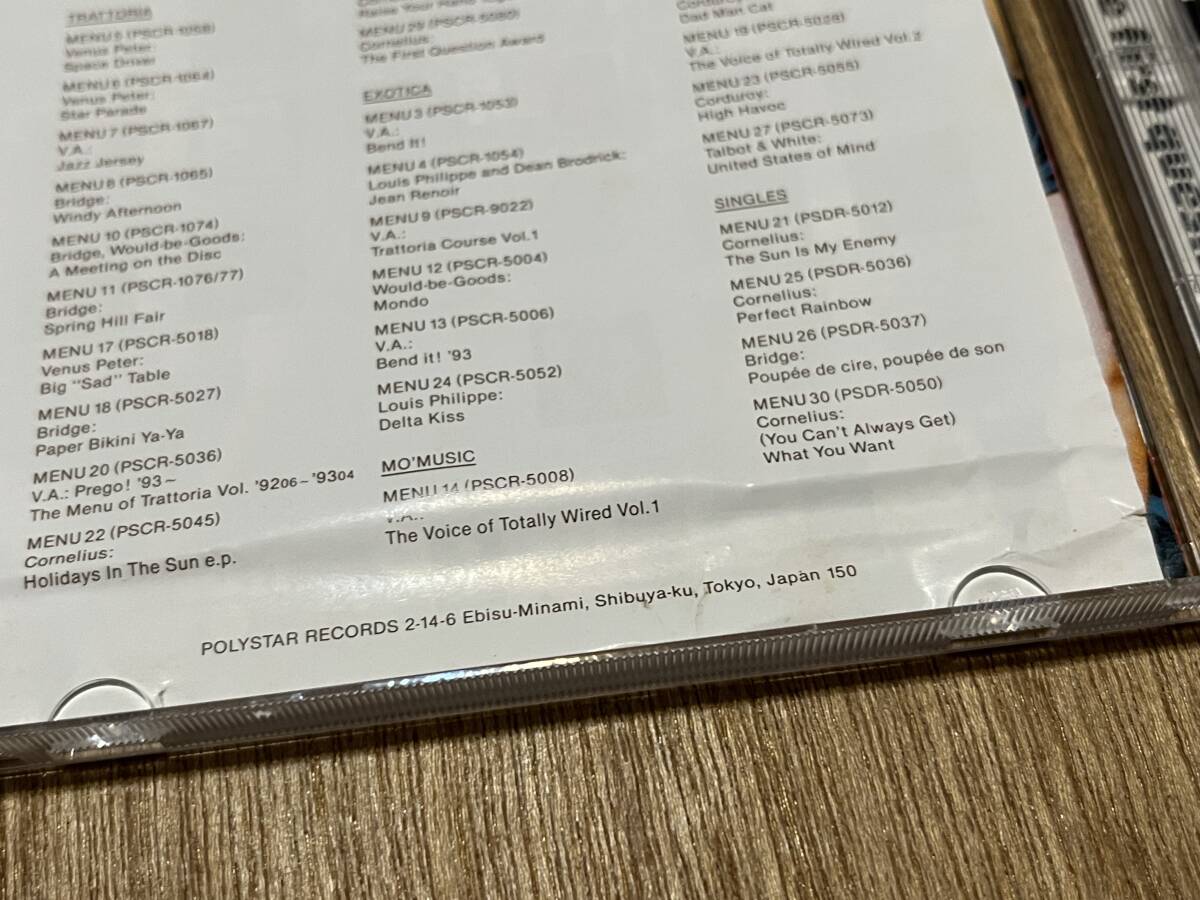 TRATTORIA
MENU 5 (PSCR-1058)
Venus Peter:
Space Driver
MENU 6 (PSCR-1064)
Venus Peter:
Star Parade
MENU 7 (PSCR-1067)
V.A.:
Jazz Jersey
MENU 8 (PSCR-1065)
Bridge:
Windy Afternoon
MENU 10 (PSCR-1074)
Bridge, Would-be-Goods:
A Meeting on the Disc
MENU 11 (PSCR-1076/77)
Bridge:
Spring Hill Fair
MENU 17 (PSCR-5018)
Venus Peter:
Big "Sad" Table
MENU 18 (PSCR-5027)
Bridge:
Paper Bikini Ya-Ya
MENU 20 (PSCR-5036)
V.A.: Prego! '93~
The Menu of Trattoria Vol. '9206~'9304
MENU 22 (PSCR-5045)
Cornelius:
Holidays In The Sun e.p.
Raise Your Hand
MENU 29 (PSCR-5080)
Cornelius:
The First Question Award
EXOTICA
MENU 3 (PSCR-1053)
V.A.:
Bend It!
MENU 4 (PSCR-1054)
Louis Philippe and Dean Brodrick:
Jean Renoir
MENU 9 (PSCR-9022)
V.A.:
Trattoria Course Vol.1
MENU 12 (PSCR-5004)
Would-be-Goods:
Mondo
MENU 13 (PSCR-5006)
V.A.:
Bend it! '93
MENU 24 (PSCR-5052)
Louis Philippe:
Delta Kiss
MO'MUSIC
MENU 14 (PSCR-5008)
V.A.:
The Voice of Totally Wired Vol.1
Corduroy:
Dad Man Cat
MENU 19 (PSCR-5028)
V.A.:
The Voice of Totally Wired Vol.2
MENU 23 (PSCR-5055)
Corduroy:
High Havoc
MENU 27 (PSCR-5073)
Talbot & White:
United States of Mind
SINGLES
MENU 21 (PSDR-5012)
Cornelius:
The Sun Is My Enemy
MENU 25 (PSDR-5036)
Cornelius:
Perfect Rainbow
MENU 26 (PSDR-5037)
Bridge:
Poupée de cire, poupée de son
MENU 30 (PSDR-5050)
Cornelius:
(You Can't Always Get)
What You Want
POLYSTAR RECORDS 2-14-6 Ebisu-Minami, Shibuya-ku, Tokyo, Japan 150